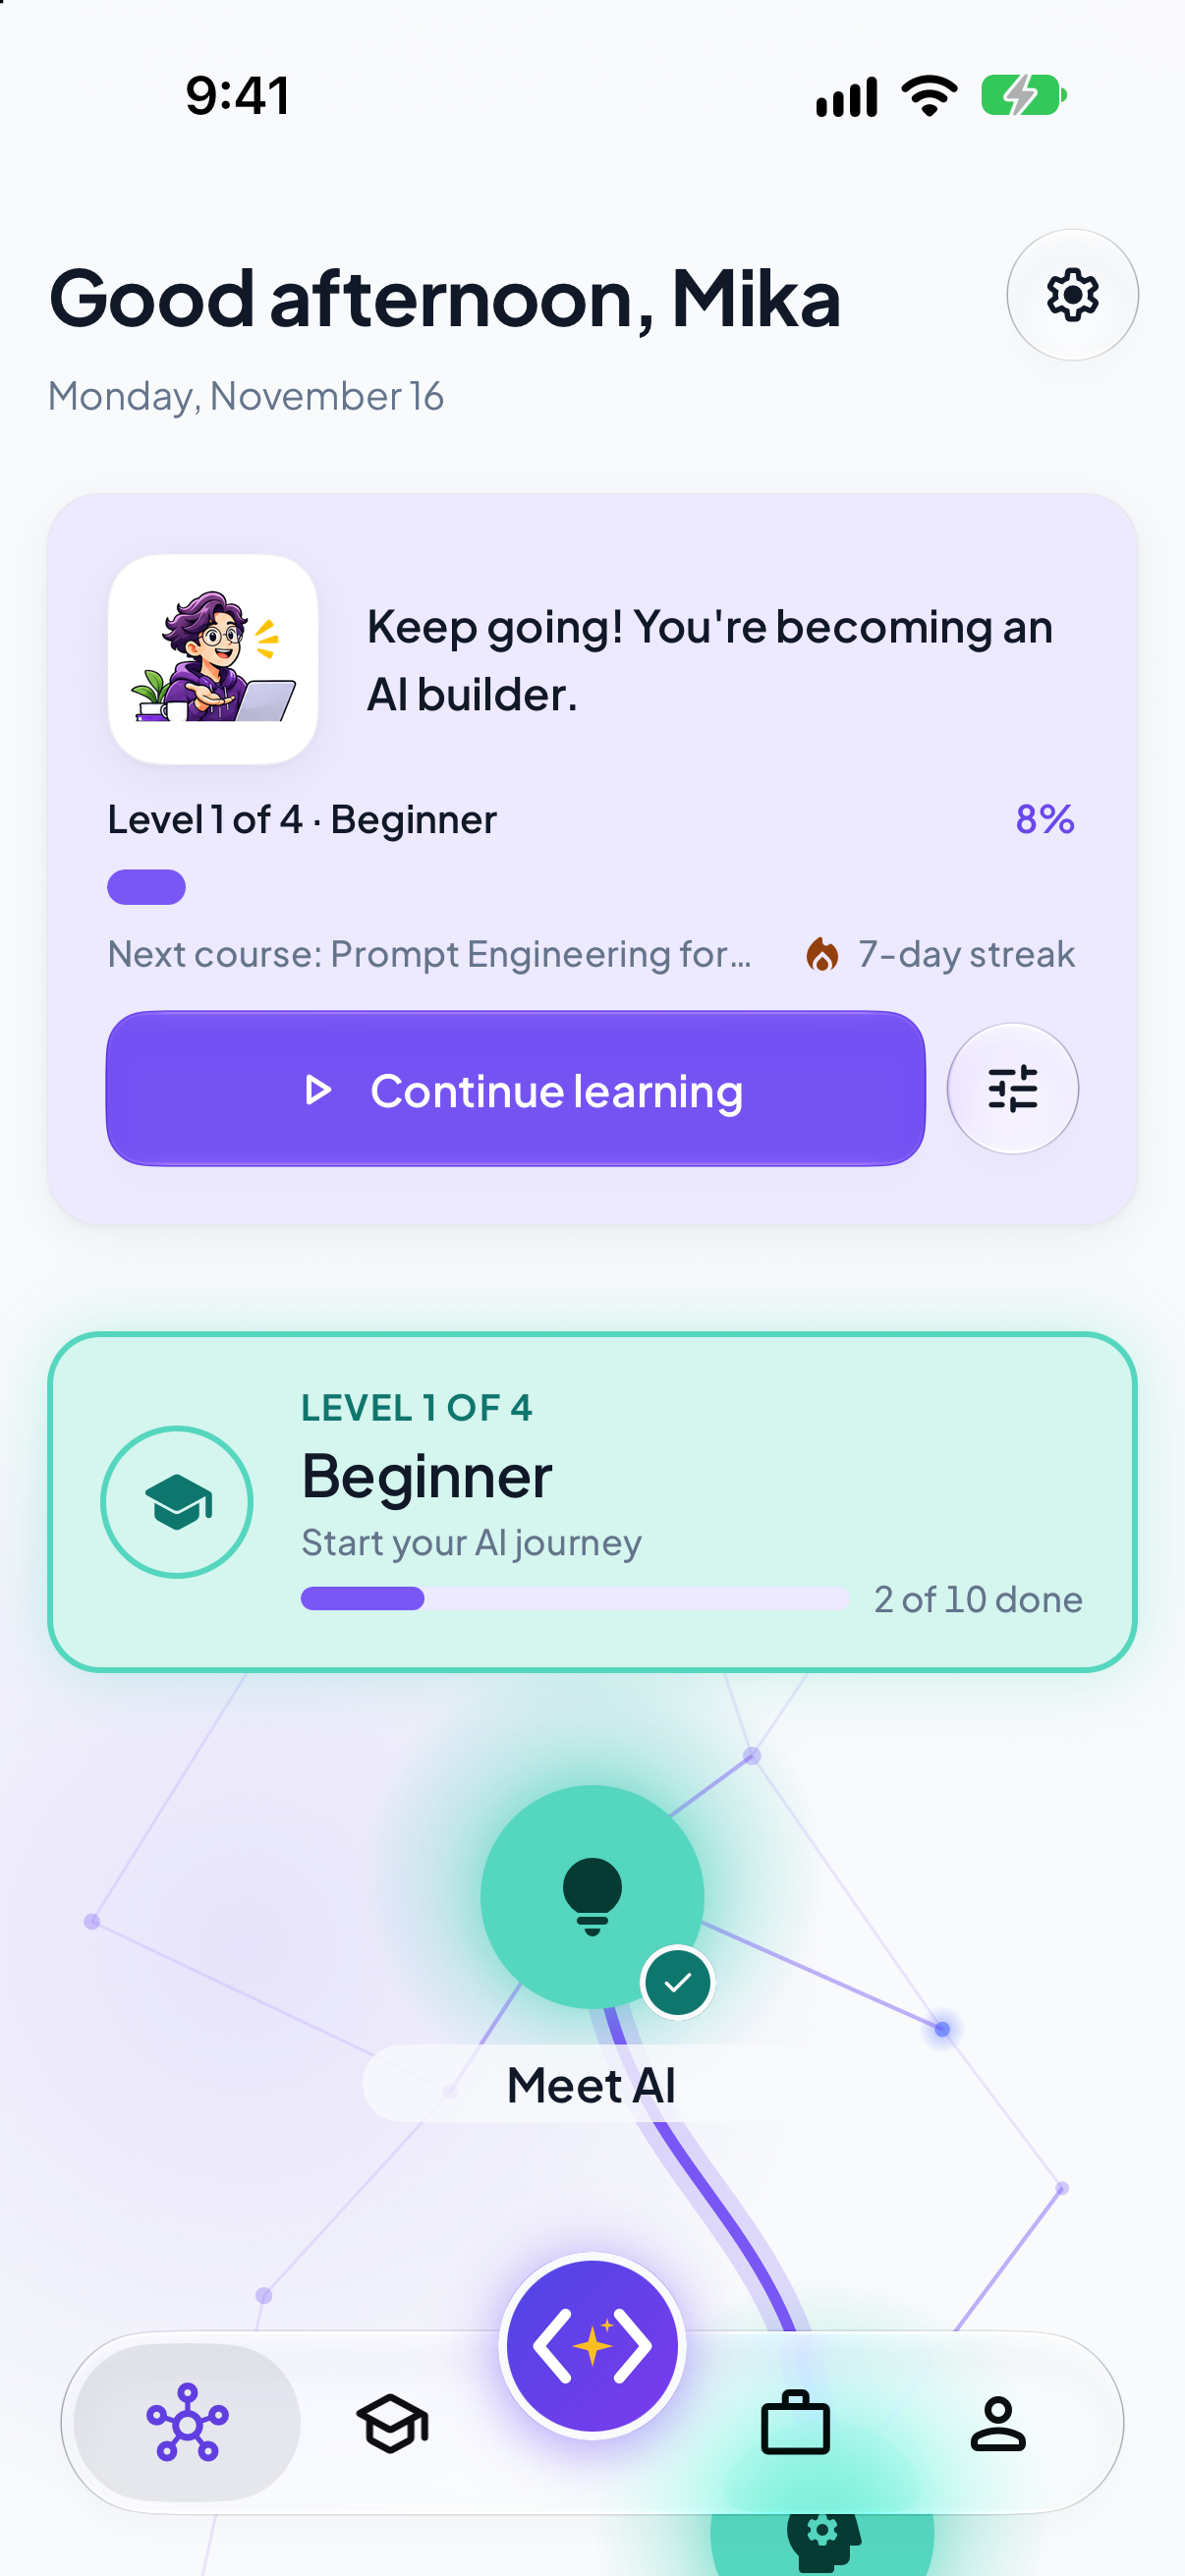 9:41
Good afternoon, Mika
Monday, November 16
Keep going! You're becoming an
AI builder.
Level 1 of 4 · Beginner
8%
Next course: Prompt Engineering for...
7-day streak
Continue learning
LEVEL 1 OF 4
Beginner
Start your AI journey
2 of 10 done
Meet AI